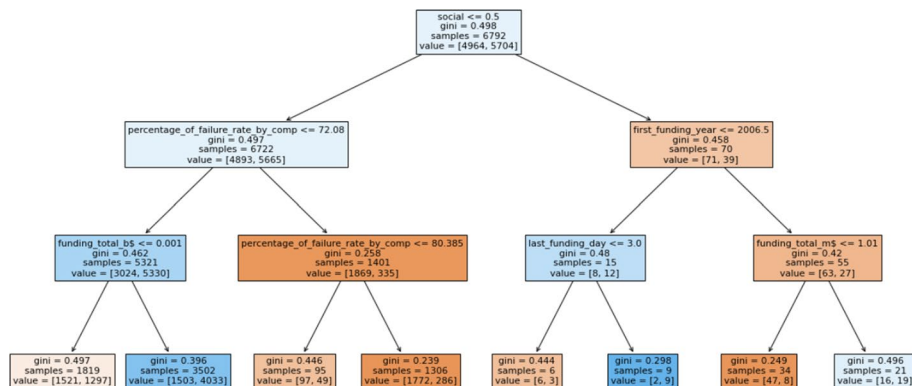 social <= 0.5
gini = 0.498
samples = 6792
value = [4964, 5704]
percentage_of_failure_rate_by_comp <= 72.08
gini = 0.497
samples = 6722
value = [4893, 5665]
first_funding_year <= 2006.5
gini = 0.458
samples = 70
value = [71, 39]
funding_total_b$ <= 0.001
gini = 0.462
samples = 5321
value = [3024, 5330]
percentage_of_failure_rate_by_comp <= 80.385
gini = 0.258
samples = 1401
value = [1869, 335]
last_funding_day <= 3.0
gini = 0.48
samples = 15
value = [8, 12]
funding_total_m$ <= 1.01
gini = 0.42
samples = 55
value = [63, 27]
gini = 0.497
samples = 1819
value = [1521, 1297]
gini = 0.396
samples = 3502
value = [1503, 4033]
gini = 0.446
samples = 95
value = [97, 49]
gini = 0.239
samples = 1306
value = [1772, 286]
gini = 0.444
samples = 6
value = [6, 3]
gini = 0.298
samples = 9
value = [2, 9]
gini = 0.249
samples = 34
value = [47, 8]
gini = 0.496
samples = 21
value = [16, 19]